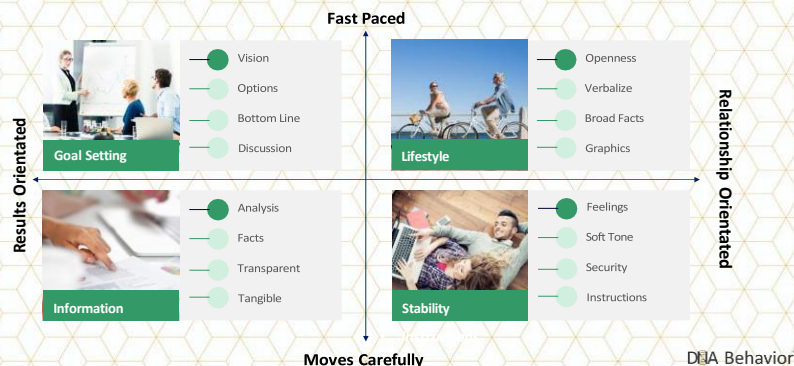 Fast Paced
Vision
Options
Bottom Line
Discussion
Goal Setting
Openness
Verbalize
Broad Facts
Graphics
Lifestyle
Results Orientated
Relationship Orientated
Analysis
Facts
Transparent
Tangible
Information
Feelings
Soft Tone
Security
Instructions
Stability
Moves Carefully
DNA Behavior